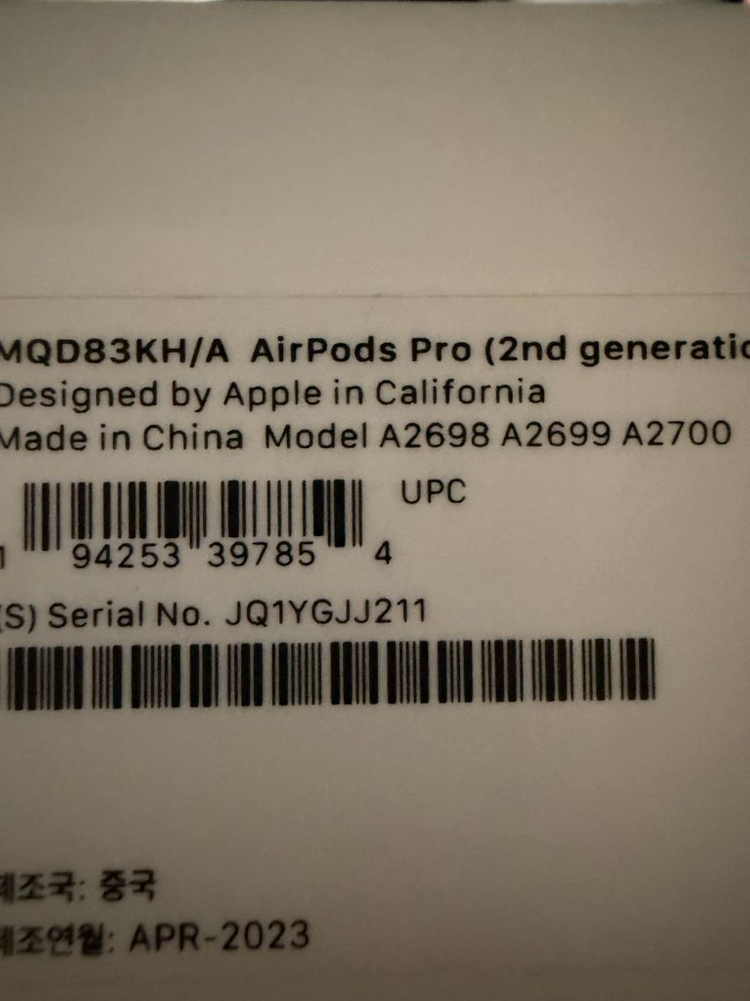 MQD83KH/A AirPods Pro (2nd generatio
Designed by Apple in California
Made in China Model A2698 A2699 A2700
UPC
1 94253 39785 4
(S) Serial No. JQ1YGJJ211
제조국: 중국
제조연월: APR-2023